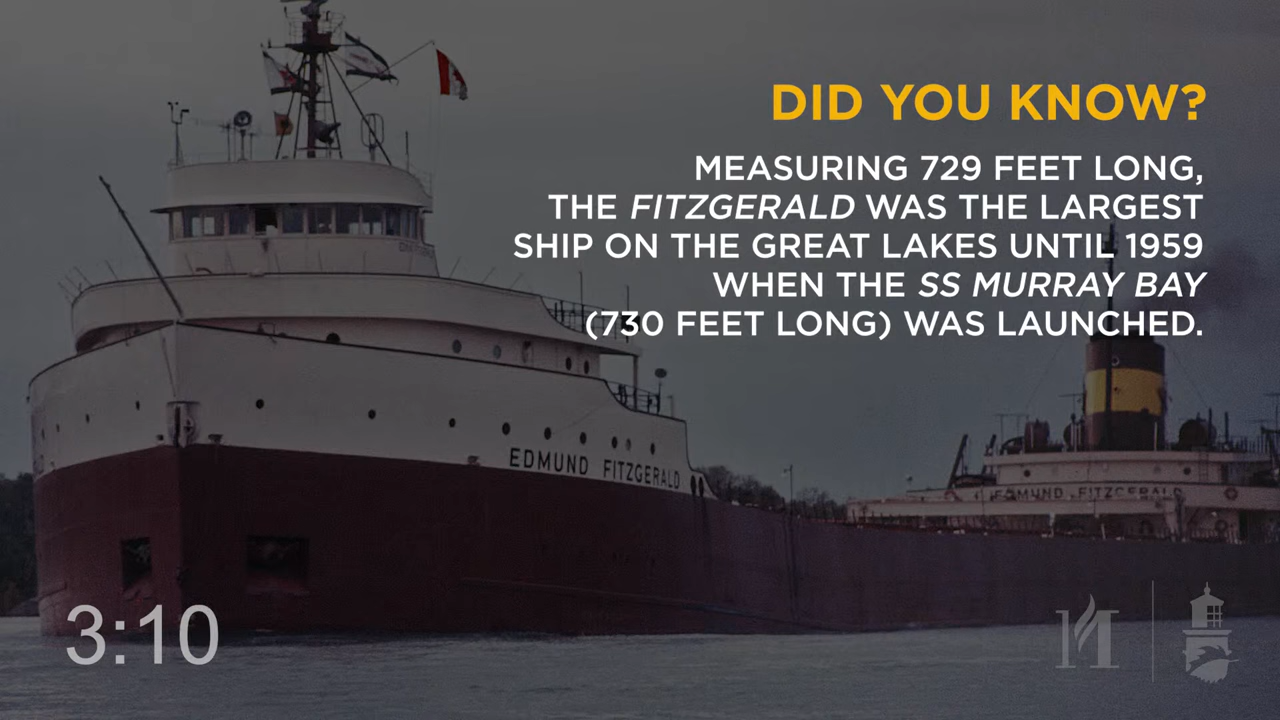 DID YOU KNOW?
MEASURING 729 FEET LONG,
THE FITZGERALD WAS THE LARGEST
SHIP ON THE GREAT LAKES UNTIL 1959
WHEN THE SS MURRAY BAY
(730 FEET LONG) WAS LAUNCHED.
EDMUND FITZGERALD
EDMUND FITZGERALD
3:10